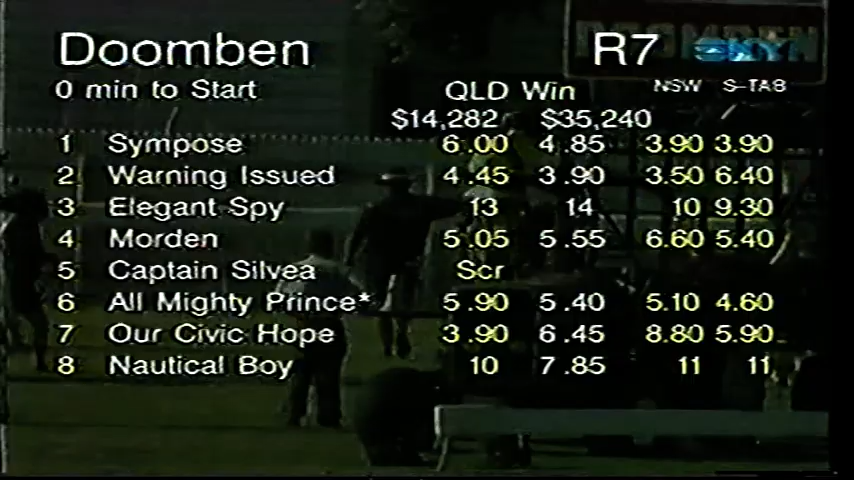 Doomben R7 SKY
0 min to Start QLD Win NSW S-TAB
$14,282 $35,240
1 Sympose 6.00 4.85 3.90 3.90
2 Warning Issued 4.45 3.90 3.50 6.40
3 Elegant Spy 13 14 10 9.30
4 Morden 5.05 5.55 6.60 5.40
5 Captain Silvea Scr
6 All Mighty Prince* 5.90 5.40 5.10 4.60
7 Our Civic Hope 3.90 6.45 8.80 5.90
8 Nautical Boy 10 7.85 11 11